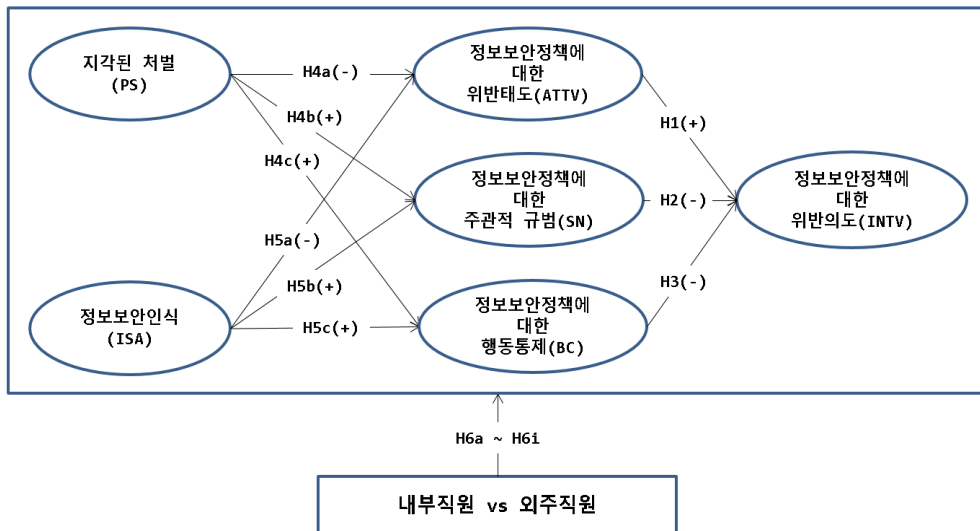 지각된 처벌
(PS)
H4a(-)
정보보안정책에
대한
위반태도(ATTV)
H4b(+)
H1(+)
H4c(+)
정보보안정책에
대한
주관적 규범(SN)
H2(-)
정보보안정책에
대한
위반의도(INTV)
H5a(-)
H5b(+)
H3(-)
정보보안인식
(ISA)
H5c(+)
정보보안정책에
대한
행동통제(BC)
H6a ~ H6i
내부직원 vs 외주직원